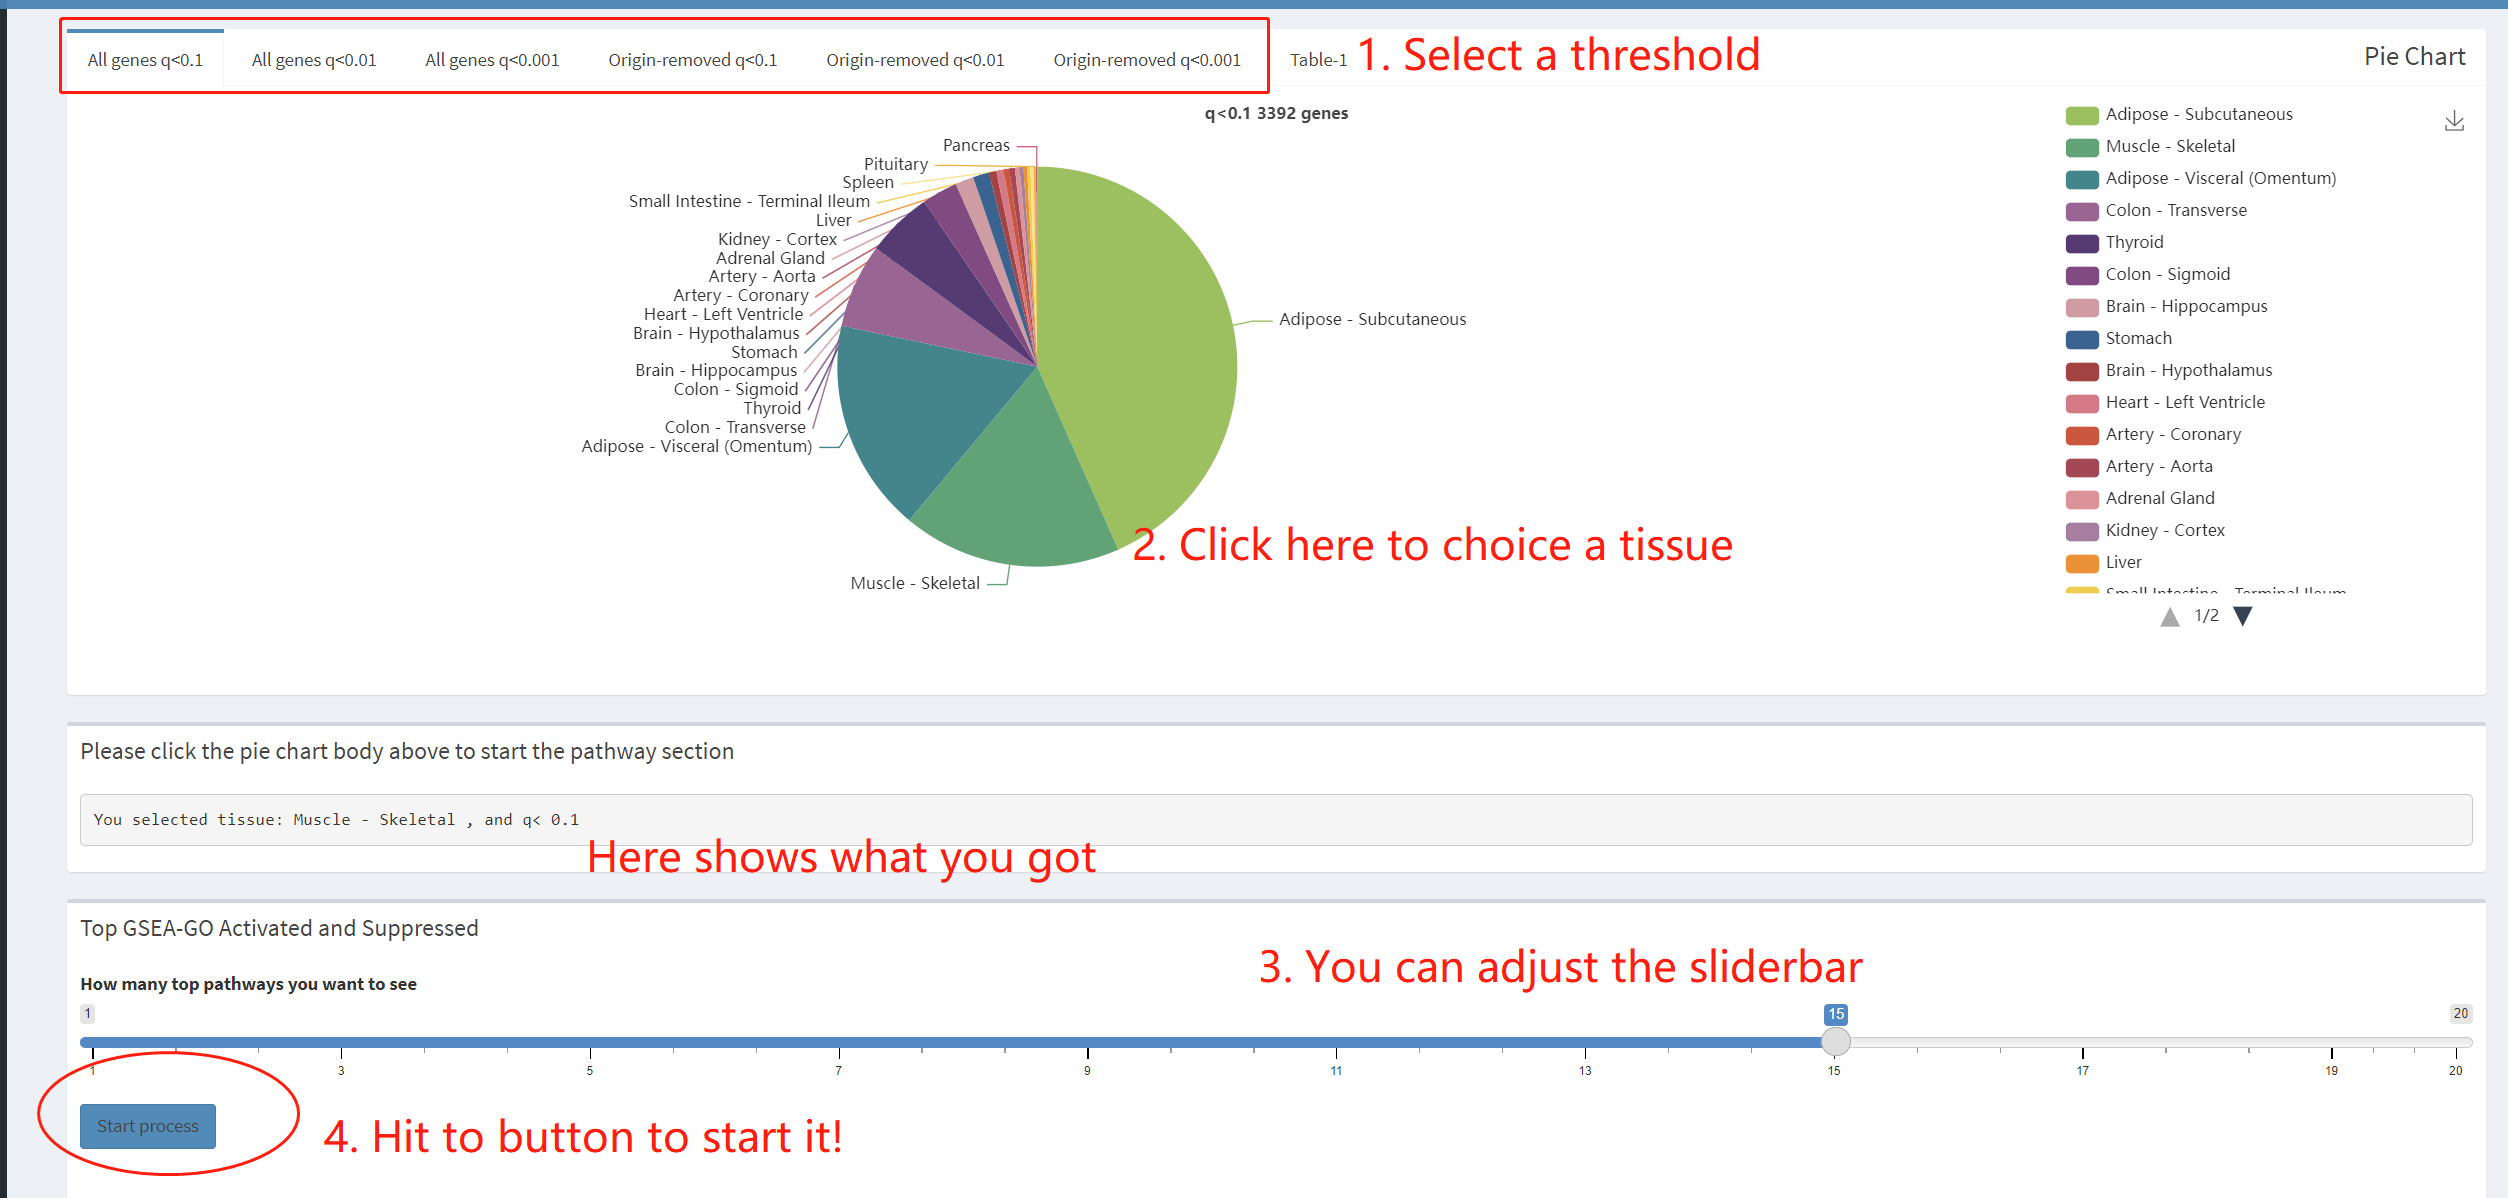 All genes q<0.1 All genes q<0.01 All genes q<0.001 Origin-removed q<0.1 Origin-removed q<0.01 Origin-removed q<0.001 Table-1 1. Select a threshold Pie Chart
q<0.1 3392 genes
Pancreas
Pituitary
Spleen
Small Intestine - Terminal Ileum
Liver
Kidney - Cortex
Adrenal Gland
Artery - Aorta
Artery - Coronary
Heart - Left Ventricle
Brain - Hypothalamus
Stomach
Brain - Hippocampus
Colon - Sigmoid
Thyroid
Colon - Transverse
Adipose - Visceral (Omentum)
Adipose - Subcutaneous
Muscle - Skeletal
2. Click here to choice a tissue
Adipose - Subcutaneous
Muscle - Skeletal
Adipose - Visceral (Omentum)
Colon - Transverse
Thyroid
Colon - Sigmoid
Brain - Hippocampus
Stomach
Brain - Hypothalamus
Heart - Left Ventricle
Artery - Coronary
Artery - Aorta
Adrenal Gland
Kidney - Cortex
Liver
Small Intestine - Terminal Ileum
1/2
Please click the pie chart body above to start the pathway section
You selected tissue: Muscle - Skeletal , and q< 0.1
Here shows what you got
Top GSEA-GO Activated and Suppressed
3. You can adjust the sliderbar
How many top pathways you want to see
1 15 20
1 3 5 7 9 11 13 15 17 19 20
Start process
4. Hit to button to start it!